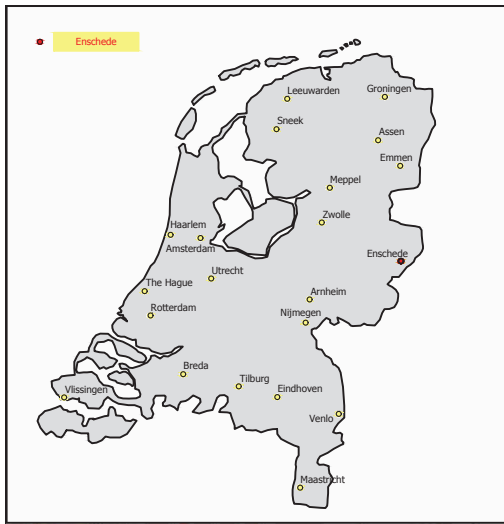 Enschede
Leeuwarden
Groningen
Sneek
Assen
Emmen
Meppel
Zwolle
Haarlem
Amsterdam
Enschede
Utrecht
The Hague
Arnheim
Rotterdam
Nijmegen
Breda
Tilburg
Vlissingen
Eindhoven
Venlo
Maastricht